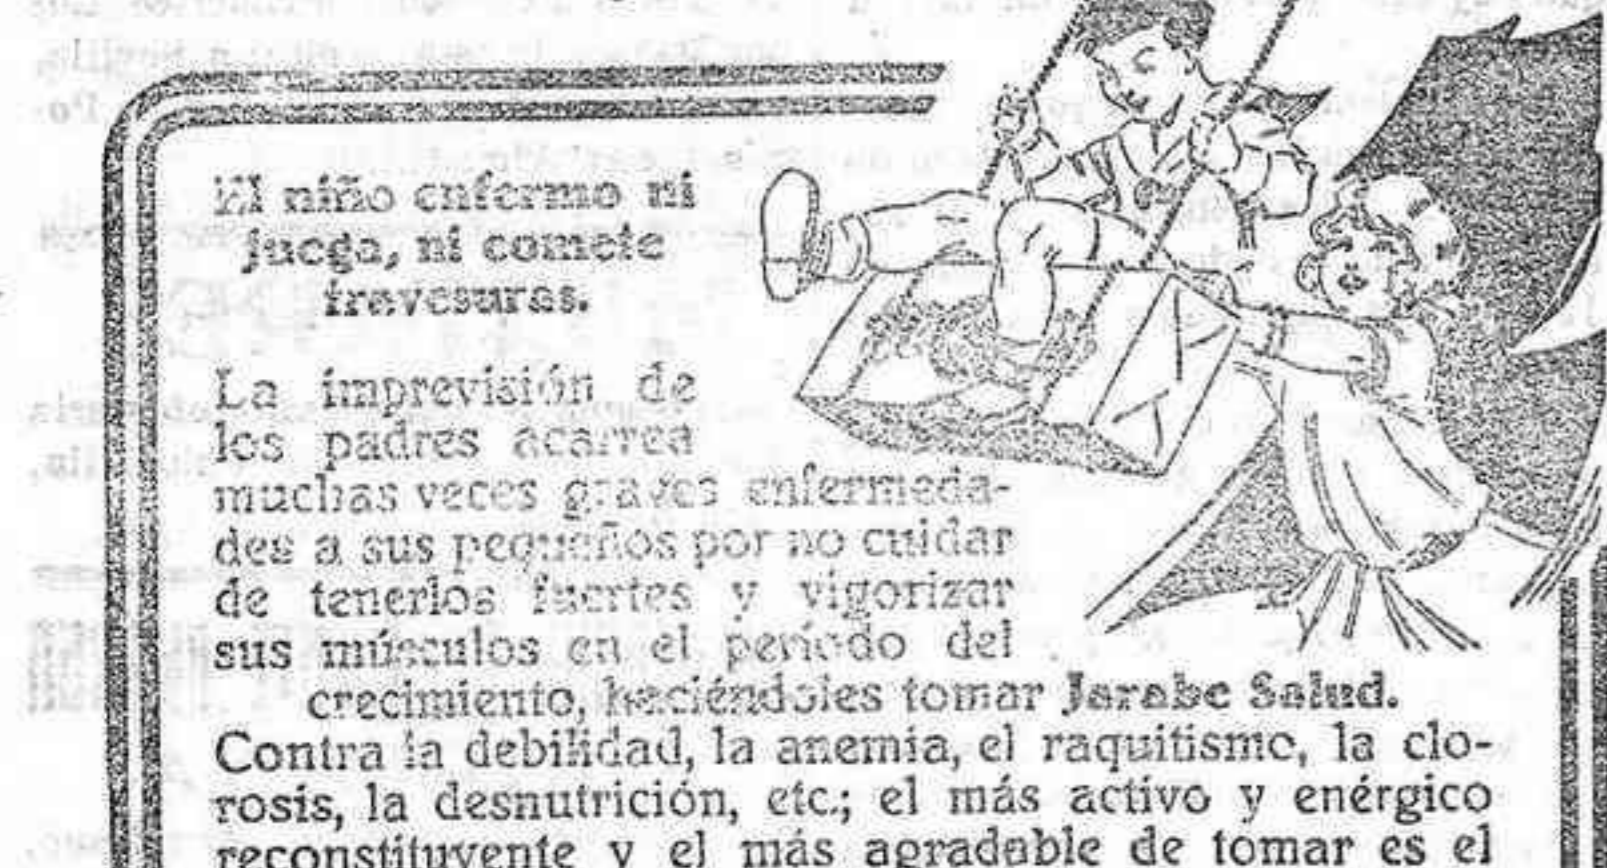 El niño enfermo ni
juega, ni comete
travesuras.
La imprevisión de
los padres acarrea
muchas veces graves enfermeda-
des a sus pequeños por no cuidar
de tenerlos fuertes y vigorizar
sus músculos en el período del
crecimiento, haciéndoles tomar Jarabe Salud.
Contra la debilidad, la anemia, el raquitismo, la clo-
rosis, la desnutrición, etc.; el más activo y enérgico
reconstituyente y el más agradable de tomar es el